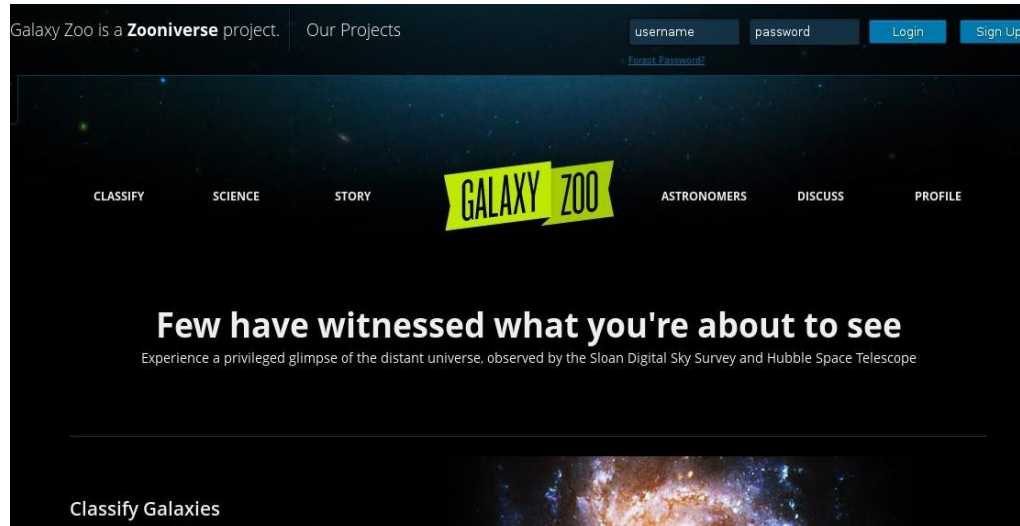 Galaxy Zoo is a Zooniverse project. Our Projects username password Login Sign Up
Forgot Password?
CLASSIFY SCIENCE STORY GALAXY ZOO ASTRONOMERS DISCUSS PROFILE
Few have witnessed what you're about to see
Experience a privileged glimpse of the distant universe, observed by the Sloan Digital Sky Survey and Hubble Space Telescope
Classify Galaxies